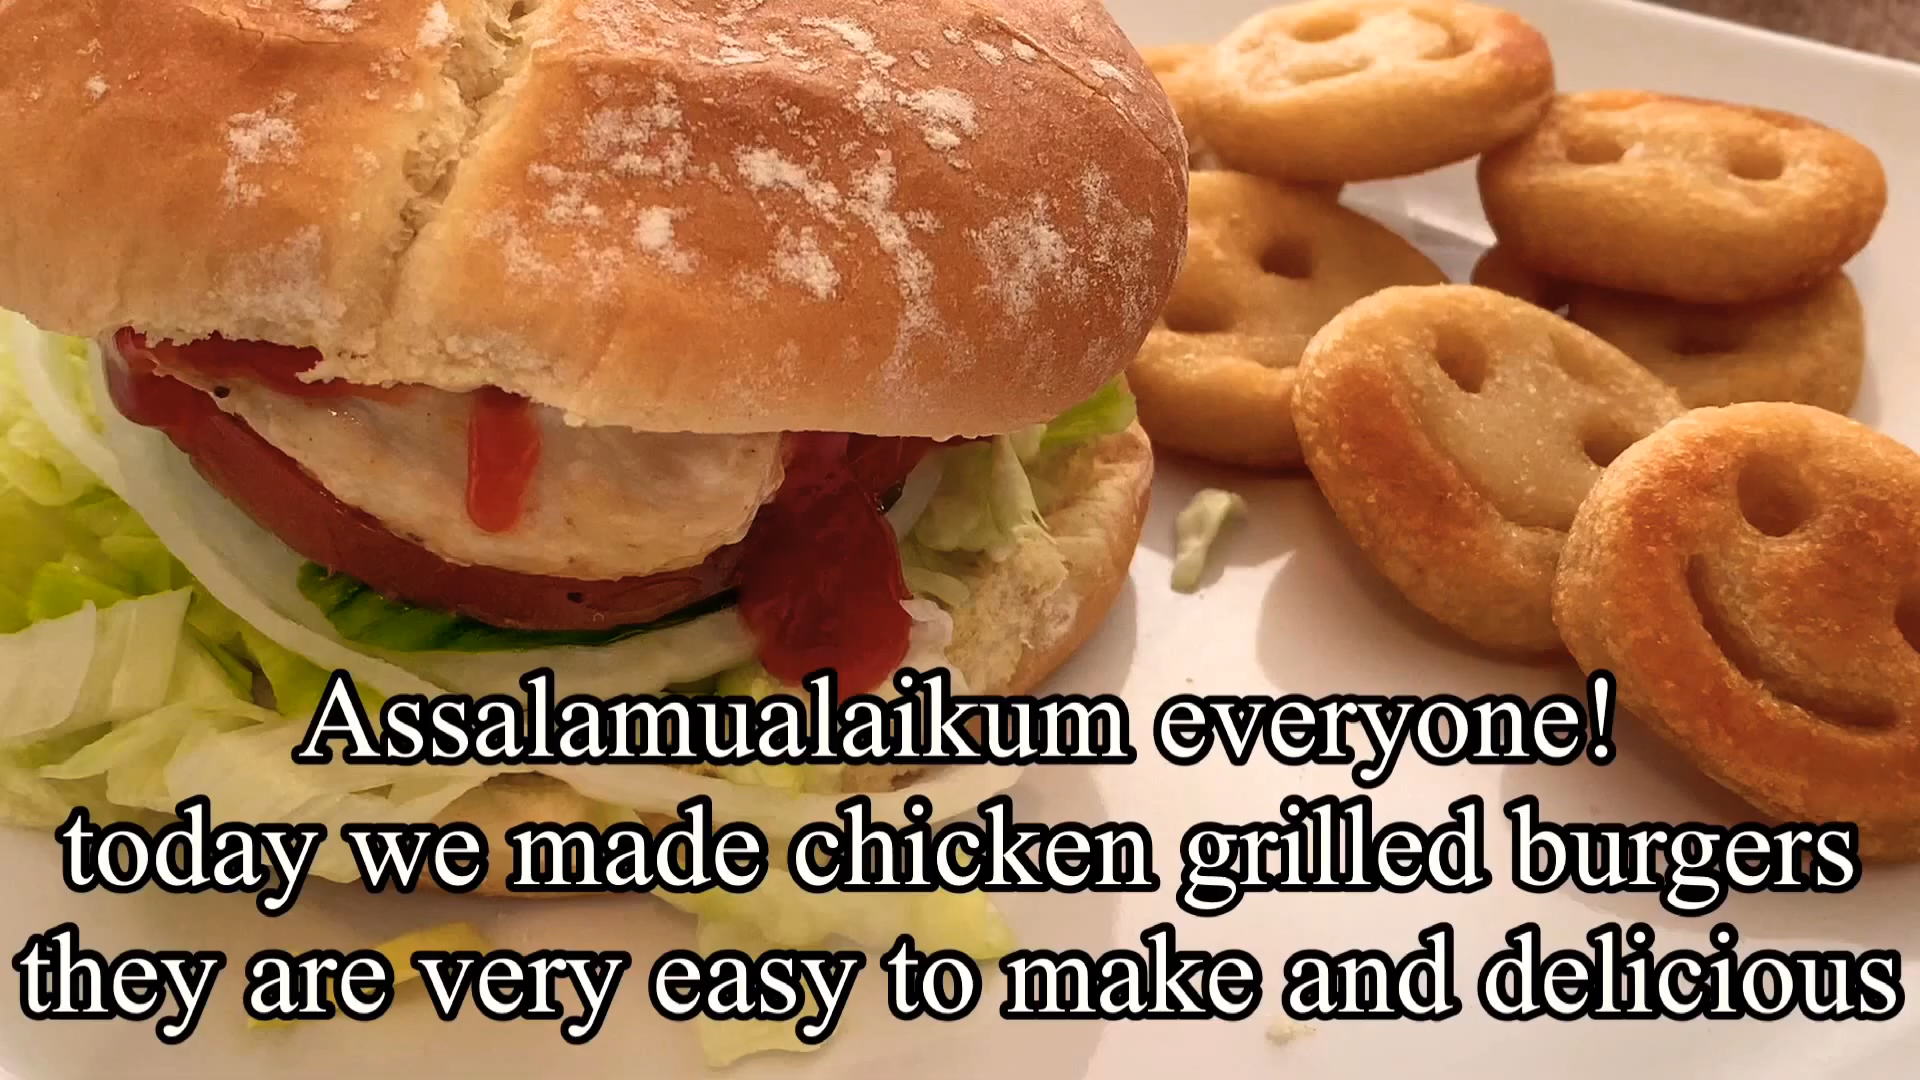 Assalamualaikum everyone!
today we made chicken grilled burgers
they are very easy to make and delicious